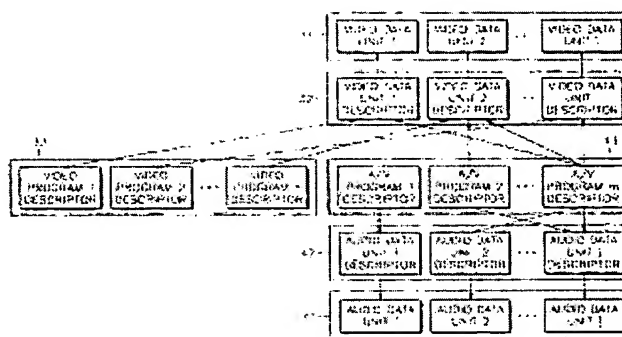 VIDEO DATA UNIT 1
VIDEO DATA UNIT 2
VIDEO DATA UNIT
VIDEO DATA UNIT 1 DESCRIPTOR
VIDEO DATA UNIT 2 DESCRIPTOR
VIDEO DATA UNIT DESCRIPTOR
VIDEO PROGRAM 1 DESCRIPTOR
VIDEO PROGRAM 2 DESCRIPTOR
VIDEO PROGRAM DESCRIPTOR
A/V PROGRAM 1 DESCRIPTOR
A/V PROGRAM 2 DESCRIPTOR
A/V PROGRAM m DESCRIPTOR
AUDIO DATA UNIT 1 DESCRIPTOR
AUDIO DATA UNIT 2 DESCRIPTOR
AUDIO DATA UNIT DESCRIPTOR
AUDIO DATA UNIT 1
AUDIO DATA UNIT 2
AUDIO DATA UNIT